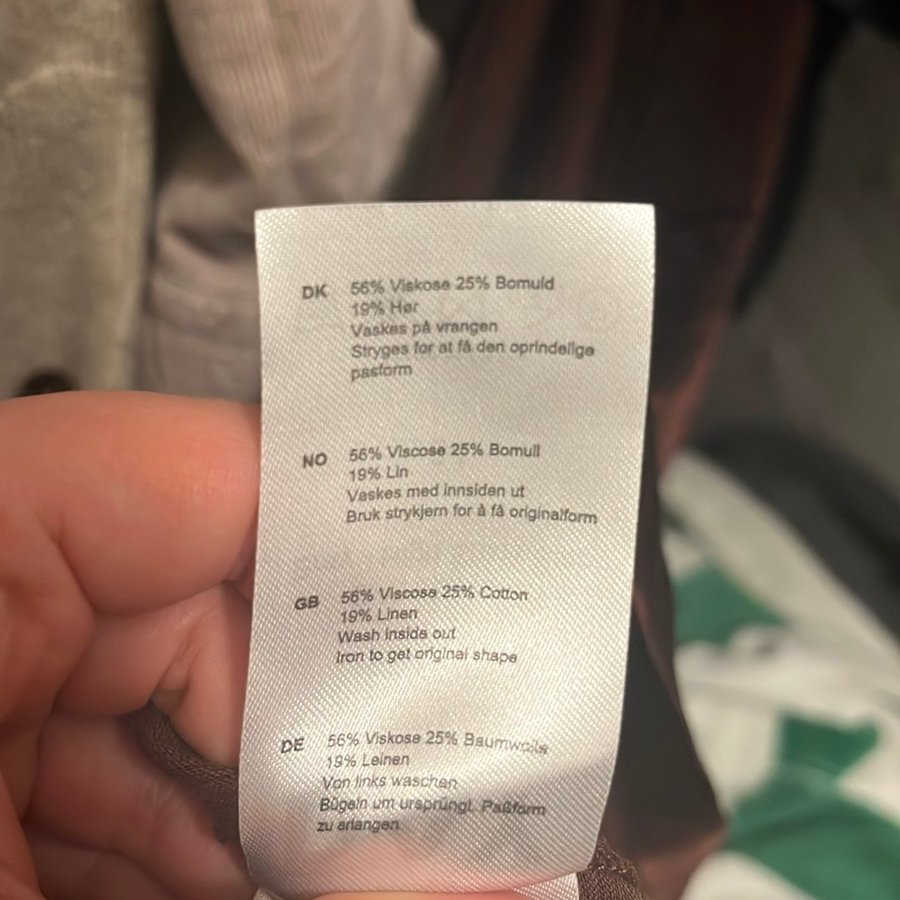 DK 56% Viskose 25% Bomuld
19% Hør
Vaskes på vrangen
Stryges for at få den oprindelige
pasform
NO 56% Viscose 25% Bomull
19% Lin
Vaskes med innsiden ut
Bruk strykjern for å få originalform
GB 56% Viscose 25% Cotton
19% Linen
Wash inside out
Iron to get original shape
DE 56% Viskose 25% Baumwolle
19% Leinen
Von links waschen
Bügeln um ursprüngl. Paßform
zu erlangen